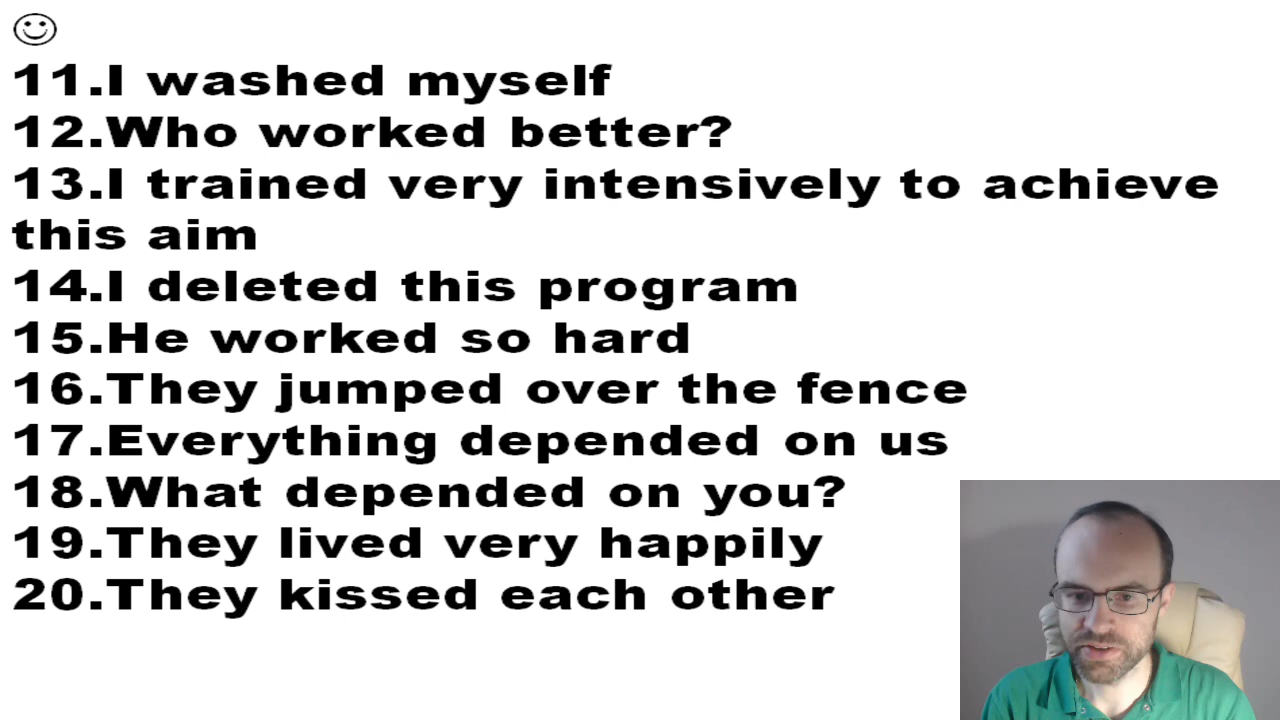 11.I washed myself
12.Who worked better?
13.I trained very intensively to achieve
this aim
14.I deleted this program
15.He worked so hard
16.They jumped over the fence
17.Everything depended on us
18.What depended on you?
19.They lived very happily
20.They kissed each other